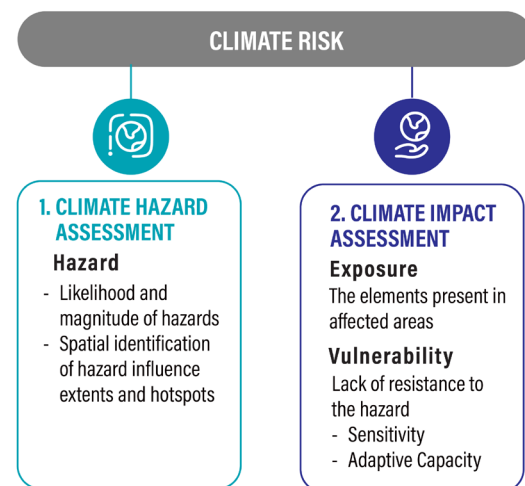 CLIMATE RISK
1. CLIMATE HAZARD
ASSESSMENT
Hazard
- Likelihood and
magnitude of hazards
- Spatial identification
of hazard influence
extents and hotspots
2. CLIMATE IMPACT
ASSESSMENT
Exposure
The elements present in
affected areas
Vulnerability
Lack of resistance to
the hazard
- Sensitivity
- Adaptive Capacity